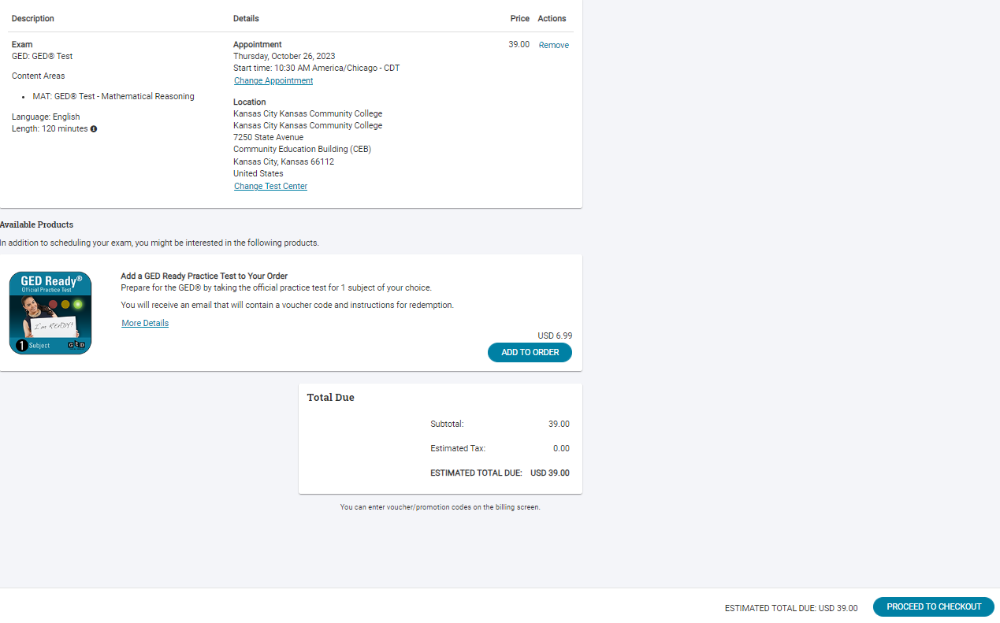 Description Details Price Actions
Exam
GED: GED® Test
Content Areas
• MAT: GED® Test - Mathematical Reasoning
Language: English
Length: 120 minutes
Appointment
Thursday, October 26, 2023
Start time: 10:30 AM America/Chicago - CDT
Change Appointment
Location
Kansas City Kansas Community College
Kansas City Kansas Community College
7250 State Avenue
Community Education Building (CEB)
Kansas City, Kansas 66112
United States
Change Test Center
39.00
Remove
Available Products
In addition to scheduling your exam, you might be interested in the following products.
GED Ready®
Official Practice Test
I'm READY!
1 Subject GED
Add a GED Ready Practice Test to Your Order
Prepare for the GED® by taking the official practice test for 1 subject of your choice.
You will receive an email that will contain a voucher code and instructions for redemption.
More Details
USD 6.99
ADD TO ORDER
Total Due
Subtotal: 39.00
Estimated Tax: 0.00
ESTIMATED TOTAL DUE: USD 39.00
You can enter voucher/promotion codes on the billing screen.
ESTIMATED TOTAL DUE: USD 39.00
PROCEED TO CHECKOUT